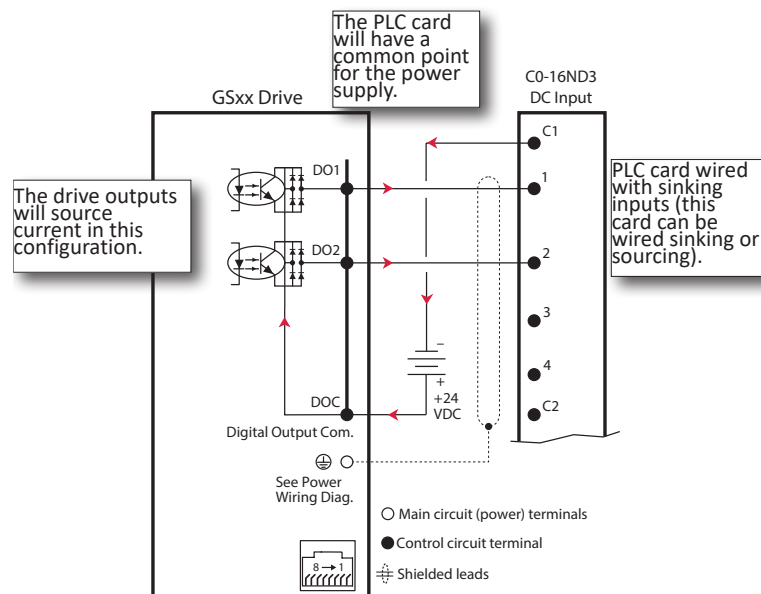 The PLC card
will have a
common point
for the power
supply.
C0-16ND3
DC Input
GSxx Drive
C1
DO1
1
PLC card wired
with sinking
inputs (this
card can be
wired sinking or
sourcing).
The drive outputs
will source
current in this
configuration.
DO2
2
3
–
4
+
+24
VDC
DOC
C2
Digital Output Com.
See Power
Wiring Diag.
Main circuit (power) terminals
Control circuit terminal
8 → 1
Shielded leads